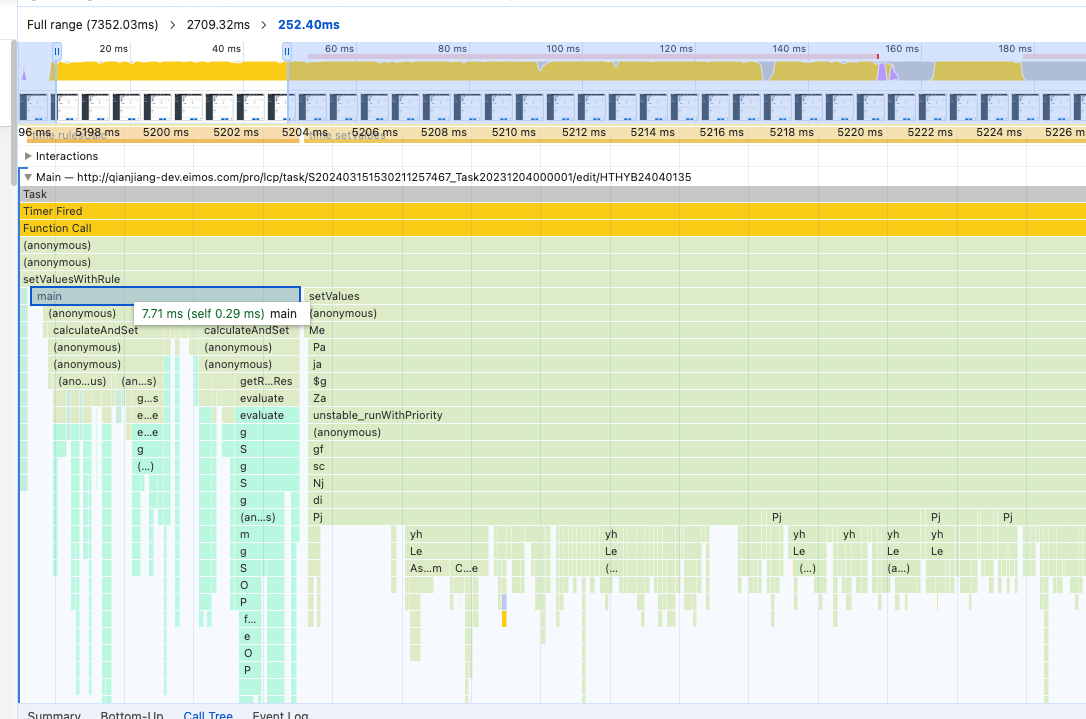 Full range (7352.03ms) > 2709.32ms > 252.40ms
20 ms 40 ms 60 ms 80 ms 100 ms 120 ms 140 ms 160 ms 180 ms
96 ms 5198 ms 5200 ms 5202 ms 5204 ms 5206 ms 5208 ms 5210 ms 5212 ms 5214 ms 5216 ms 5218 ms 5220 ms 5222 ms 5224 ms 5226 m
time setValues
Interactions
Main — http://qianjiang-dev.eimos.com/pro/lcp/task/S202403151530211257467_Task20231204000001/edit/HTHYB24040135
Task
Timer Fired
Function Call
(anonymous)
(anonymous)
setValuesWithRule
main setValues
(anonymous) 7.71 ms (self 0.29 ms) main (anonymous)
calculateAndSet calculateAndSet Me
(anonymous) (anonymous) Pa
(anonymous) (anonymous) ja
(ano...us) (an...s) getR...Res $g
g...s evaluate Za
e...e evaluate unstable_runWithPriority
e...e g (anonymous)
g S gf
(...) g sc
S Nj
g di
(an...s) Pj Pj Pj Pj
m yh yh yh yh yh yh
g Le Le Le Le Le
S As...m C...e (... (...) (a...)
O
P
f...
e
O
P
Summary Bottom-Up Call Tree Event Log